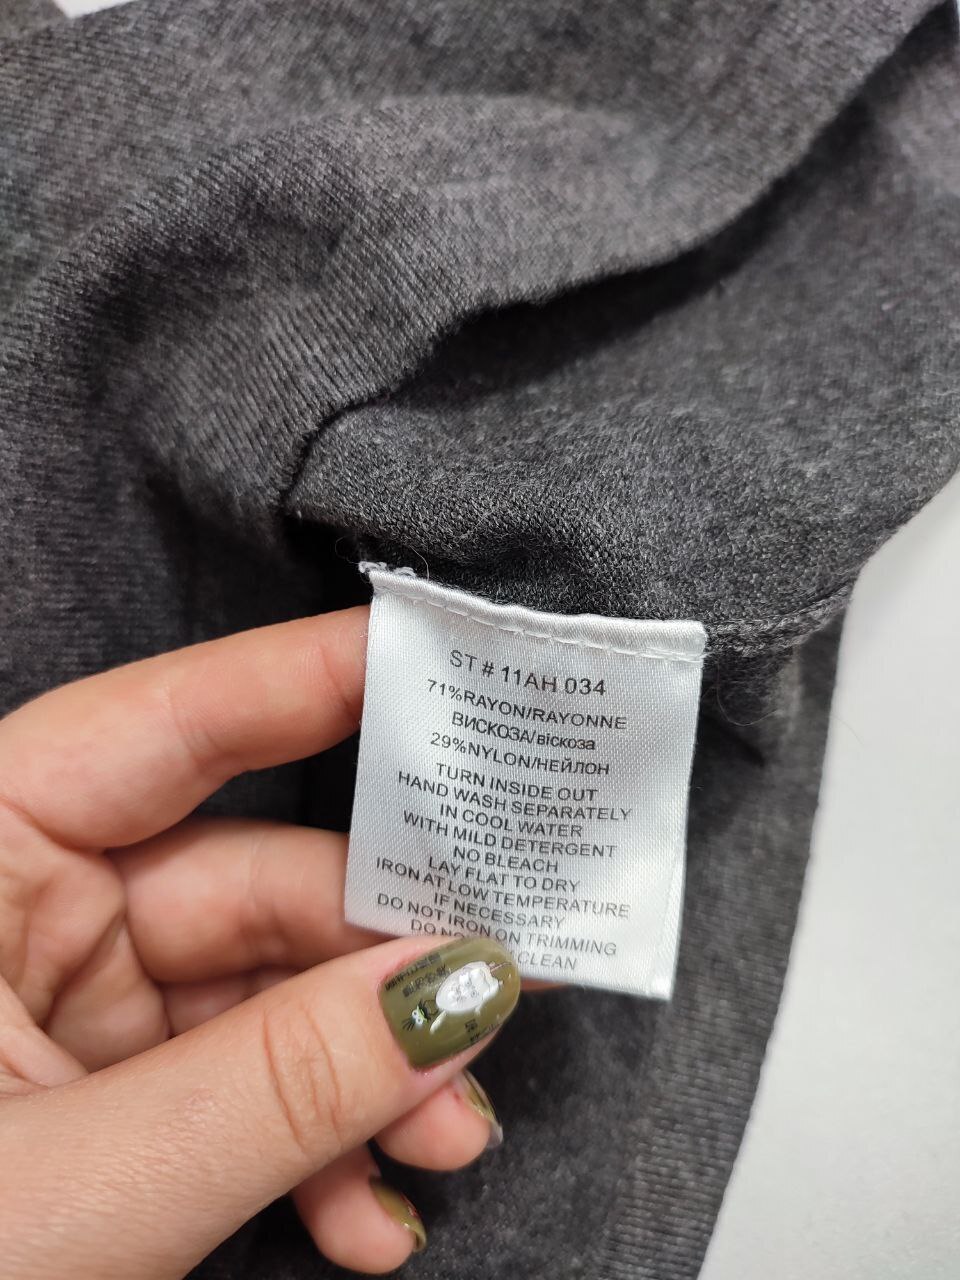 ST # 11AH 034
71%RAYON/RAYONNE
ВИСКОЗА/віскоза
29%NYLON/НЕЙЛОН
TURN INSIDE OUT
HAND WASH SEPARATELY
IN COOL WATER
WITH MILD DETERGENT
NO BLEACH
LAY FLAT TO DRY
IRON AT LOW TEMPERATURE
IF NECESSARY
DO NOT IRON ON TRIMMING
DO CLEAN